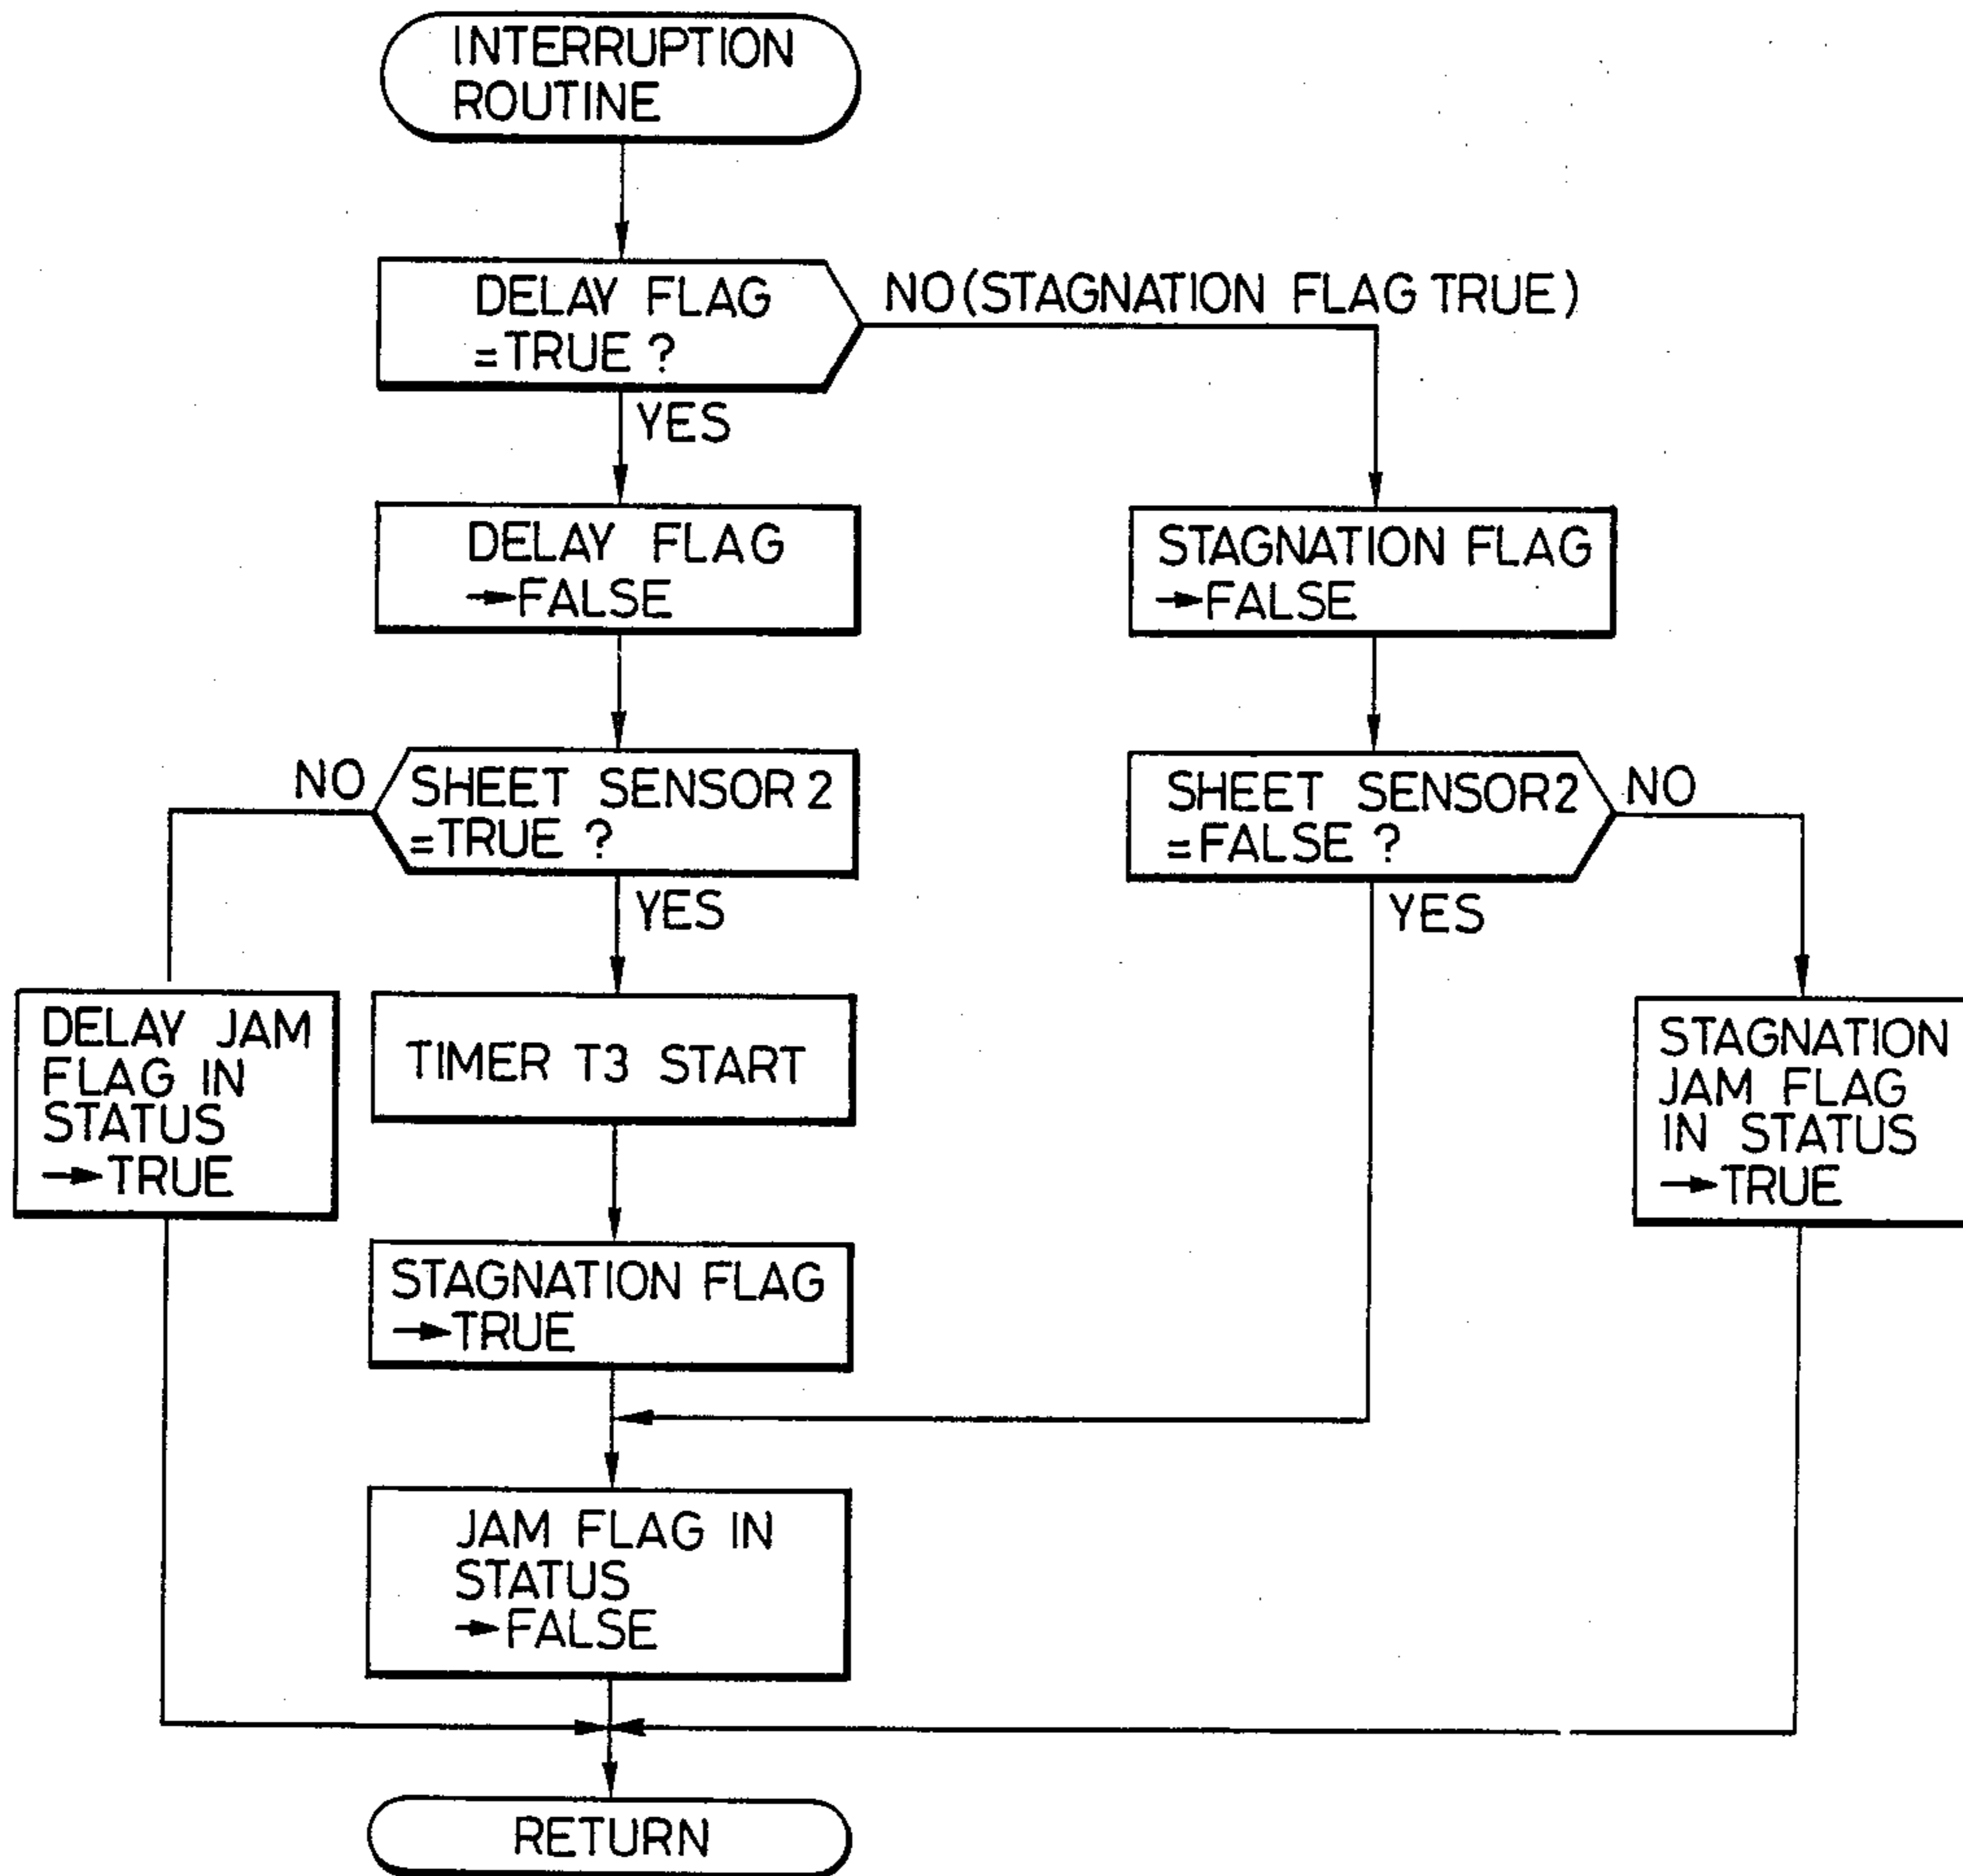 INTERRUPTION
ROUTINE
DELAY FLAG
=TRUE ?
NO(STAGNATION FLAG TRUE)
YES
DELAY FLAG
→FALSE
STAGNATION FLAG
→FALSE
NO
SHEET SENSOR 2
=TRUE ?
YES
SHEET SENSOR2
=FALSE ?
NO
YES
DELAY JAM
FLAG IN
STATUS
→TRUE
TIMER T3 START
STAGNATION
JAM FLAG
IN STATUS
→TRUE
STAGNATION FLAG
→TRUE
JAM FLAG IN
STATUS
→FALSE
RETURN